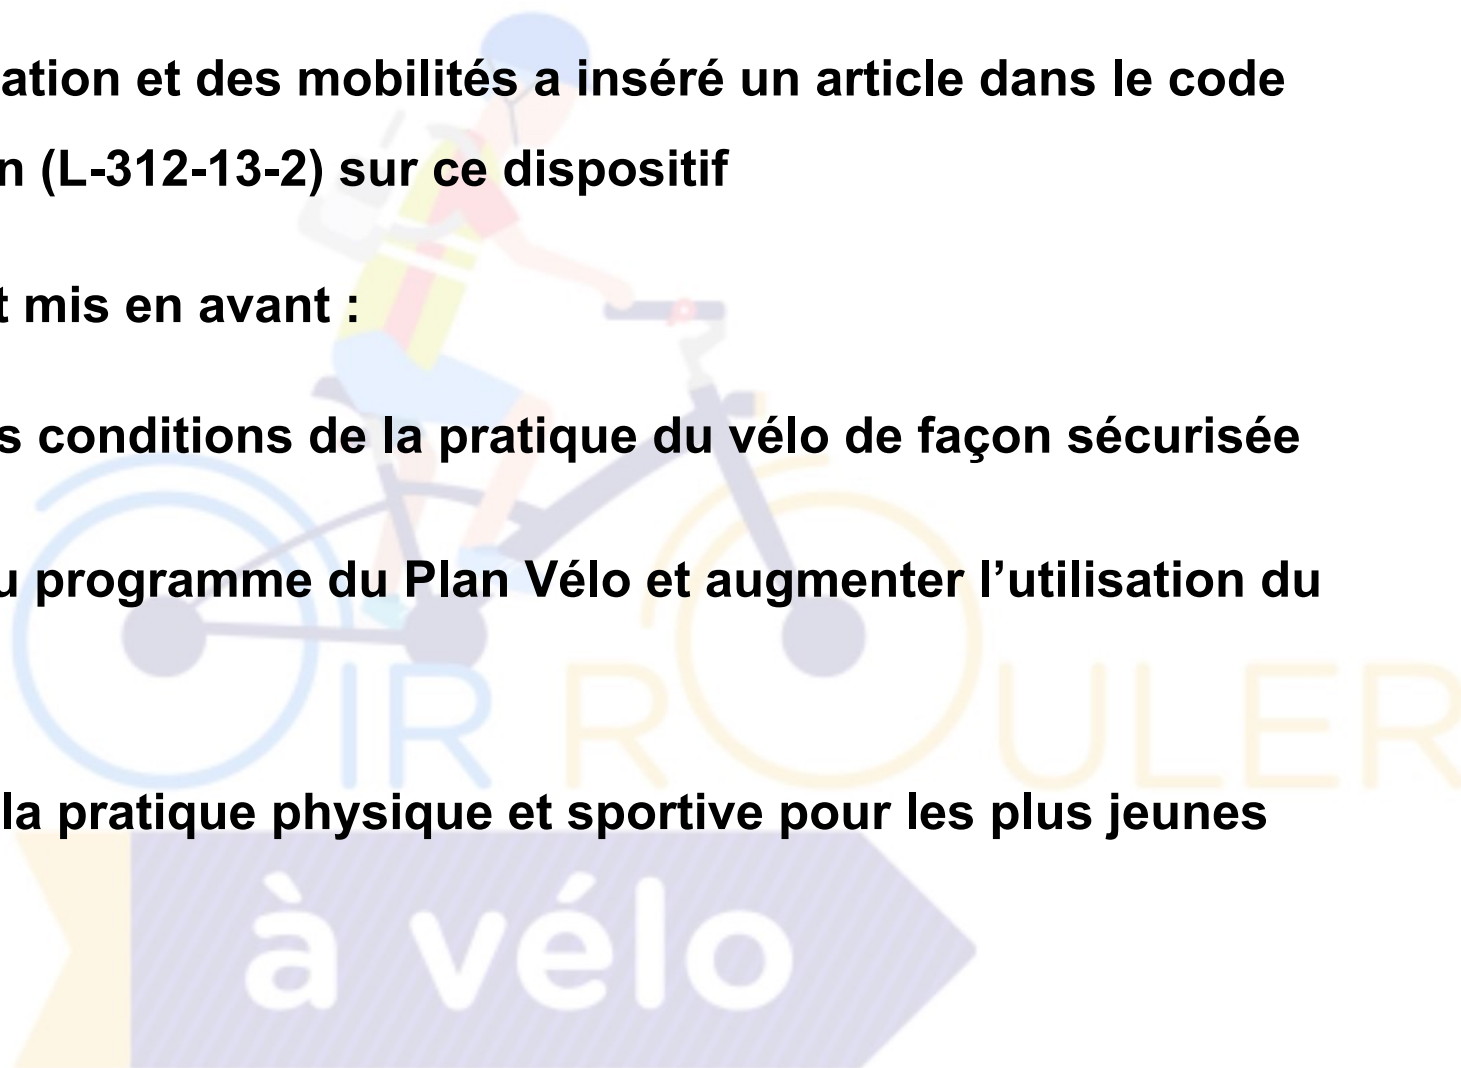 ation et des mobilités a inséré un article dans le code
n (L-312-13-2) sur ce dispositif
t mis en avant :
s conditions de la pratique du vélo de façon sécurisée
u programme du Plan Vélo et augmenter l’utilisation du
OIR ROULER
la pratique physique et sportive pour les plus jeunes
à vélo